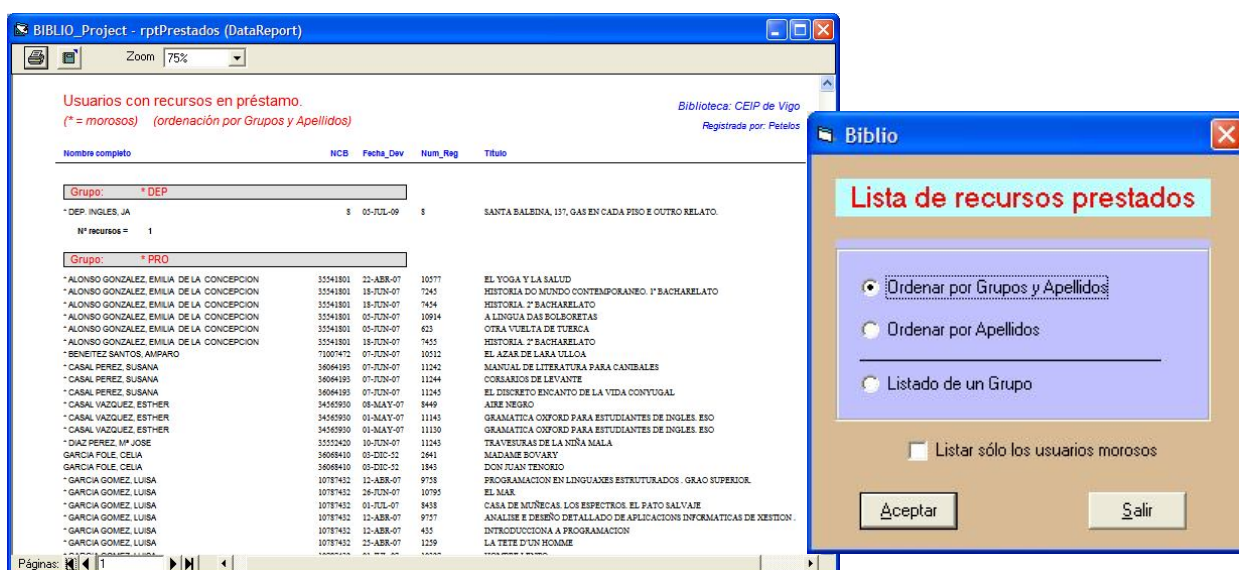 BIBLIO_Project - rptPrestados (DataReport)
Zoom 75%
Usuarios con recursos en préstamo.
(* = morosos) (ordenación por Grupos y Apellidos)
Biblioteca: CEIP de Vigo
Registrada por: Petelos
Nombre completo NCB Fecha_Dev Num_Reg Título
Grupo: * DEP
* DEP. INGLES, JA 8 05-JUL-09 8 SANTA BALBINA, 137, GAS EN CADA PISO E OUTRO RELATO.
Nº recursos = 1
Grupo: * PRO
* ALONSO GONZALEZ, EMILIA DE LA CONCEPCION 35541801 22-ABR-07 10577 EL YOGA Y LA SALUD
* ALONSO GONZALEZ, EMILIA DE LA CONCEPCION 35541801 18-JUN-07 7245 HISTORIA DO MUNDO CONTEMPORANEO. 1º BACHARELATO
* ALONSO GONZALEZ, EMILIA DE LA CONCEPCION 35541801 18-JUN-07 7454 HISTORIA. 2º BACHARELATO
* ALONSO GONZALEZ, EMILIA DE LA CONCEPCION 35541801 05-JUN-07 10914 A LINGUA DAS BOLBORETAS
* ALONSO GONZALEZ, EMILIA DE LA CONCEPCION 35541801 05-JUN-07 623 OTRA VUELTA DE TUERCA
* ALONSO GONZALEZ, EMILIA DE LA CONCEPCION 35541801 18-JUN-07 7455 HISTORIA. 2º BACHARELATO
* BENEITEZ SANTOS, AMPARO 71007472 07-JUN-07 10512 EL AZAR DE LARA ULLOA
* CASAL PEREZ, SUSANA 36064193 07-JUN-07 11242 MANUAL DE LITERATURA PARA CANIBALES
* CASAL PEREZ, SUSANA 36064193 07-JUN-07 11244 CORSARIOS DE LEVANTE
* CASAL PEREZ, SUSANA 36064193 07-JUN-07 11245 EL DISCRETO ENCANTO DE LA VIDA CONYUGAL
* CASAL VAZQUEZ, ESTHER 34565930 08-MAY-07 8449 AIRE NEGRO
* CASAL VAZQUEZ, ESTHER 34565930 01-MAY-07 11143 GRAMATICA OXFORD PARA ESTUDIANTES DE INGLES. ESO
* CASAL VAZQUEZ, ESTHER 34565930 01-MAY-07 11130 GRAMATICA OXFORD PARA ESTUDIANTES DE INGLES. ESO
* DIAZ PEREZ, Mª JOSE 35552420 10-JUN-07 11243 TRAVESURAS DE LA NIÑA MALA
GARCIA FOLE, CELIA 36068410 03-DIC-52 2641 MADAME BOVARY
GARCIA FOLE, CELIA 36068410 03-DIC-52 1843 DON JUAN TENORIO
* GARCIA GOMEZ, LUISA 10787432 12-ABR-07 9758 PROGRAMACION EN LINGUAXES ESTRUTURADOS . GRAO SUPERIOR.
* GARCIA GOMEZ, LUISA 10787432 26-JUN-07 10795 EL MAR
* GARCIA GOMEZ, LUISA 10787432 01-JUL-07 8438 CASA DE MUÑECAS. LOS ESPECTROS. EL PATO SALVAJE
* GARCIA GOMEZ, LUISA 10787432 12-ABR-07 9757 ANALISE E DESEÑO DETALLADO DE APLICACIONS INFORMATICAS DE XESTION .
* GARCIA GOMEZ, LUISA 10787432 12-ABR-07 435 INTRODUCCIONA A PROGRAMACION
* GARCIA GOMEZ, LUISA 10787432 25-ABR-07 1259 LA TETE D'UN HOMME
Páginas: 1
Biblio
Lista de recursos prestados
Ordenar por Grupos y Apellidos
Ordenar por Apellidos
Listado de un Grupo
Listar sólo los usuarios morosos
Aceptar Salir